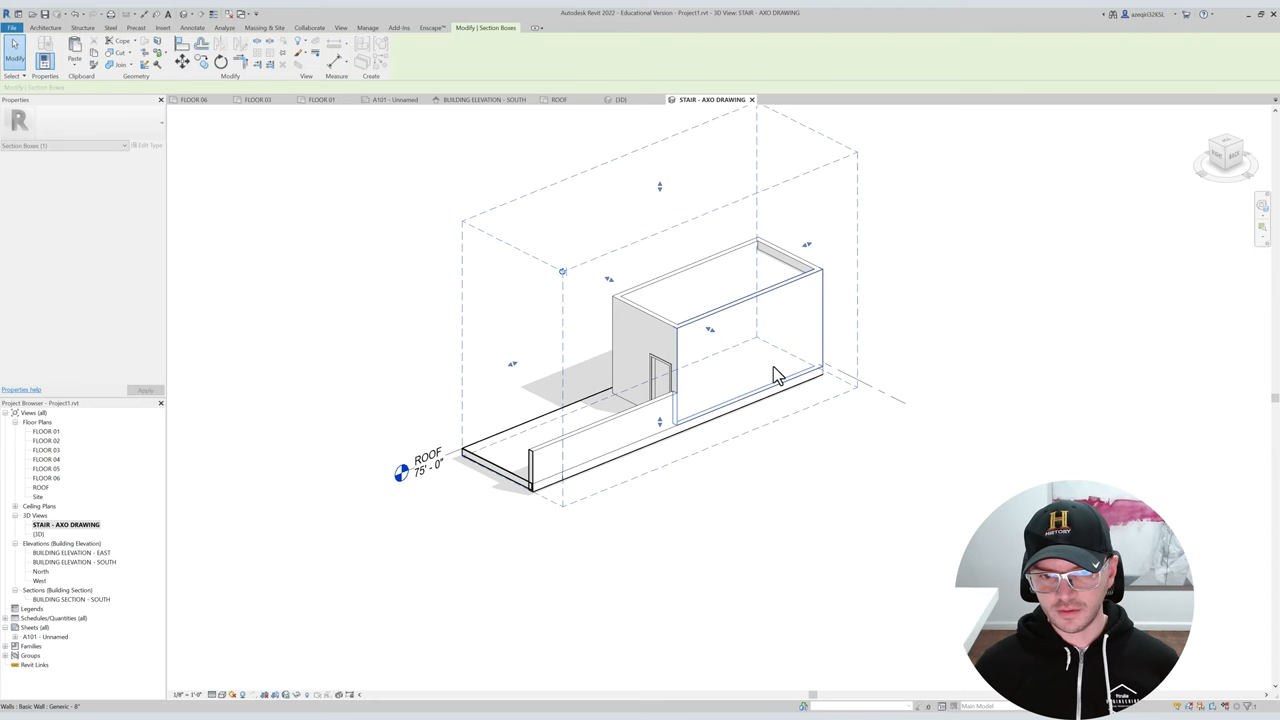 Autodesk Revit 2022 - Educational Version - Project1.rvt - 3D View: STAIR - AXO DRAWING
azeqiri32KSL
File Architecture Structure Steel Precast Insert Annotate Analyze Massing & Site Collaborate View Manage Add-Ins Enscape™ Modify | Section Boxes
Modify Paste Cope Cut Join
Select Properties Clipboard Geometry Modify View Measure Create
Modify | Section Boxes
Properties
FLOOR 06 FLOOR 03 FLOOR 01 A101 - Unnamed BUILDING ELEVATION - SOUTH ROOF {3D} STAIR - AXO DRAWING
R
Section Boxes (1) Edit Type
RIGHT BACK
ROOF
75' - 0"
Properties help Apply
Project Browser - Project1.rvt
Views (all)
Floor Plans
FLOOR 01
FLOOR 02
FLOOR 03
FLOOR 04
FLOOR 05
FLOOR 06
ROOF
Site
Ceiling Plans
3D Views
STAIR - AXO DRAWING
{3D}
Elevations (Building Elevation)
BUILDING ELEVATION - EAST
BUILDING ELEVATION - SOUTH
North
West
Sections (Building Section)
BUILDING SECTION - SOUTH
Legends
Schedules/Quantities (all)
Sheets (all)
A101 - Unnamed
Families
Groups
Revit Links
1/8" = 1'-0"
Walls : Basic Wall : Generic - 8"
Main Model
H
HISTORY